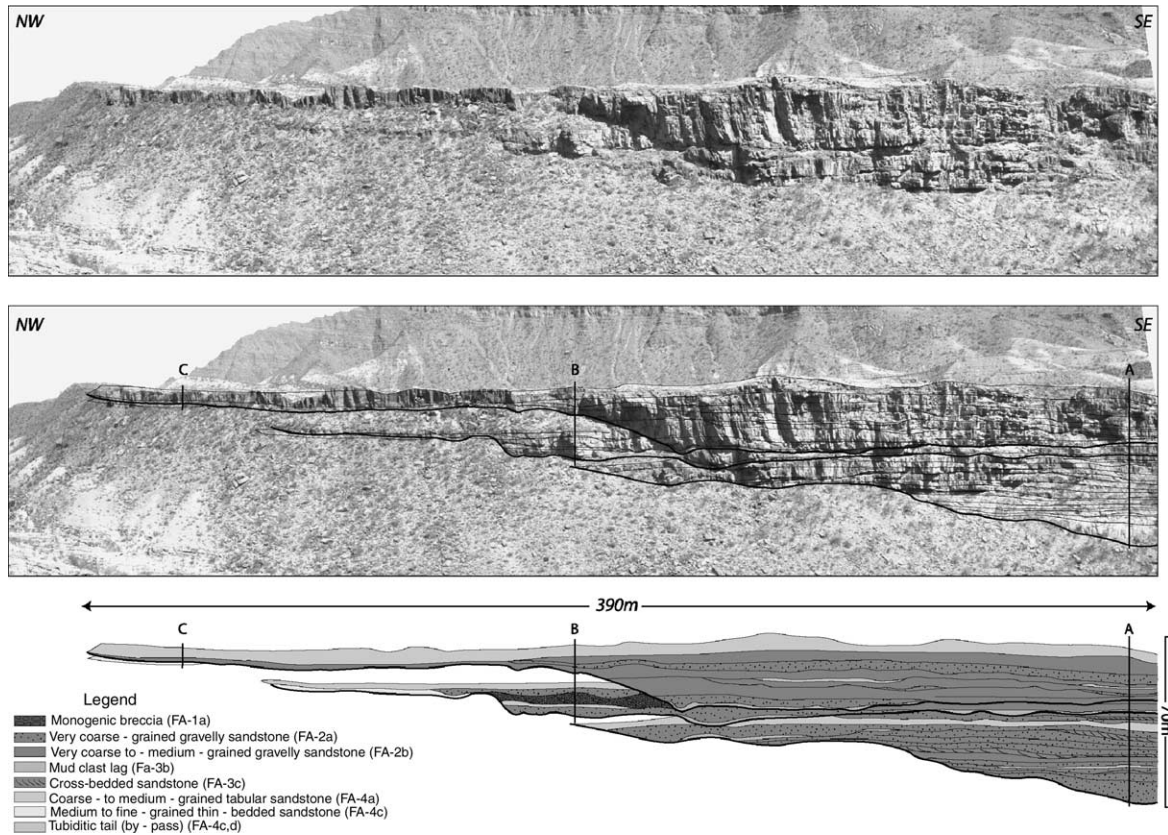 NW SE
NW SE
C B A
390m
C B A
Legend
Monogenic breccia (FA-1a)
Very coarse - grained gravelly sandstone (FA-2a)
Very coarse to - medium - grained gravelly sandstone (FA-2b)
Mud clast lag (Fa-3b)
Cross-bedded sandstone (FA-3c)
Coarse - to medium - grained tabular sandstone (FA-4a)
Medium to fine - grained thin - bedded sandstone (FA-4c)
Tubiditic tail (by - pass) (FA-4c,d)